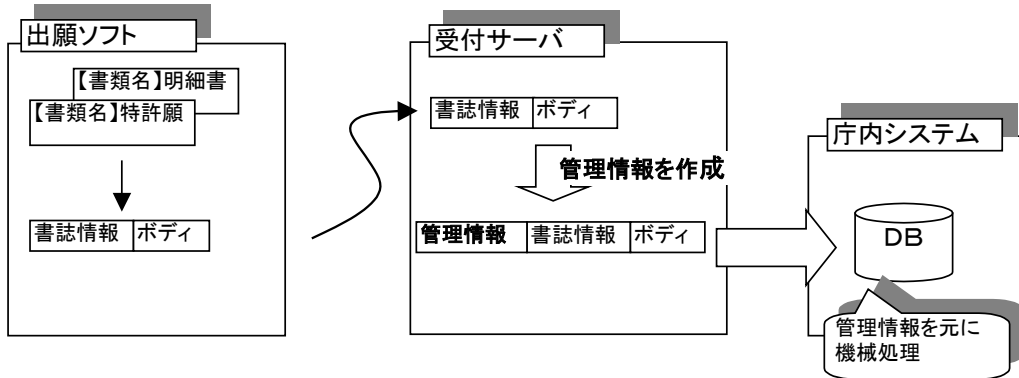 出願ソフト
【書類名】明細書
【書類名】特許願
書誌情報 ボディ
受付サーバ
書誌情報 ボディ
管理情報を作成
管理情報 書誌情報 ボディ
庁内システム
DB
管理情報を元に
機械処理